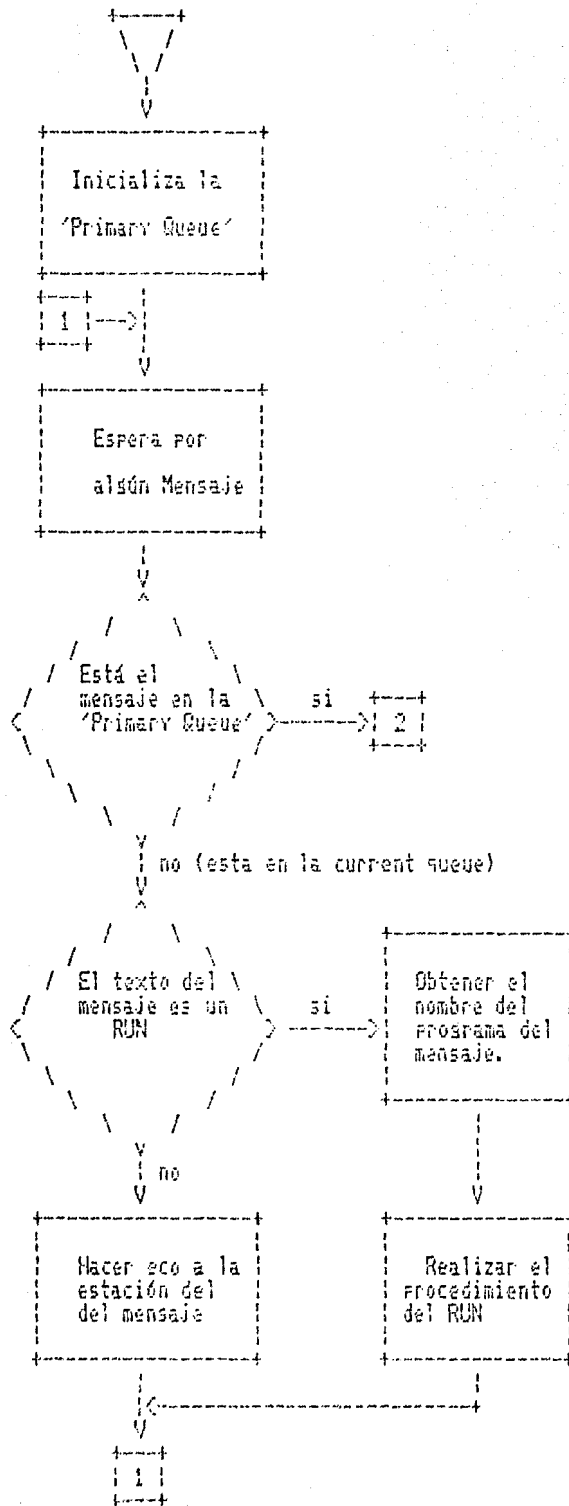 Inicializa la
'Primary Queue'
1
Espera por
algún Mensaje
Está el
mensaje en la
'Primary Queue'
si
2
no (esta en la current queue)
El texto del
mensaje es un
RUN
si
Obtener el
nombre del
programa del
mensaje.
no
Hacer eco a la
estación del
del mensaje
Realizar el
procedimiento
del RUN
1